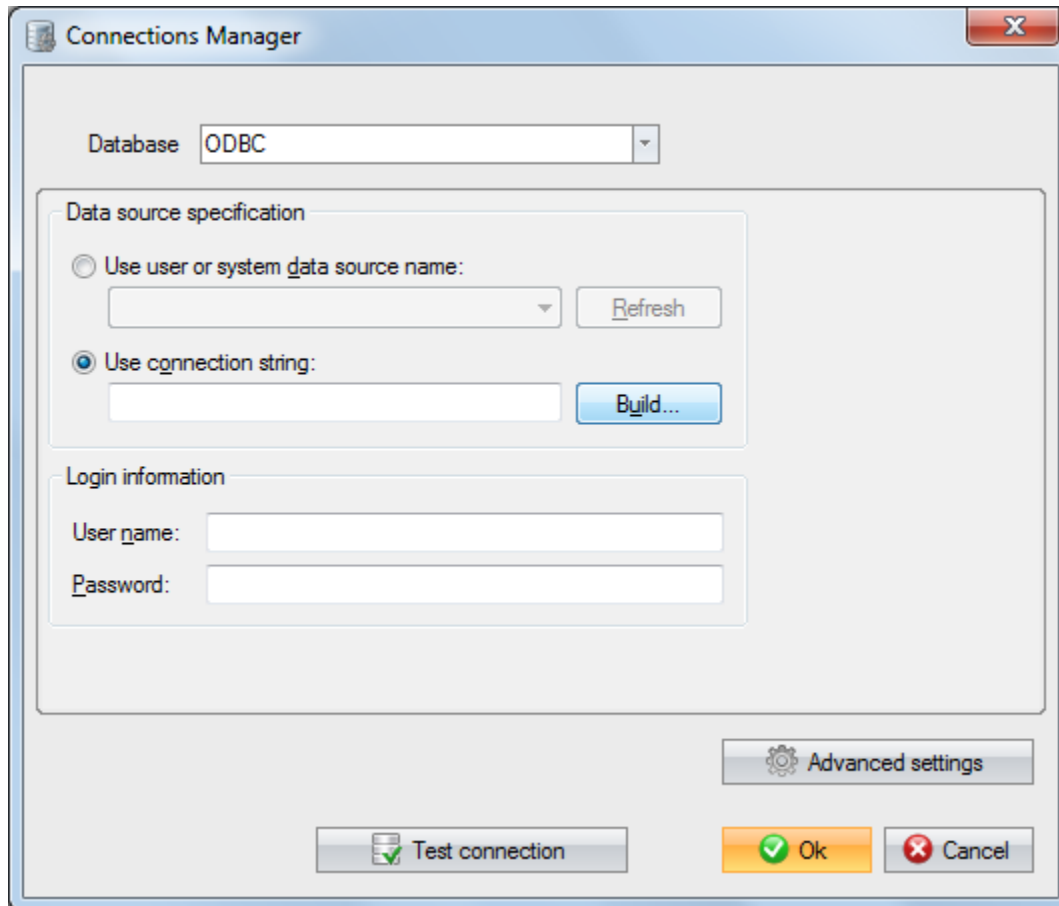 Connections Manager
Database ODBC
Data source specification
Use user or system data source name:
Refresh
Use connection string:
Build...
Login information
User name:
Password:
Advanced settings
Test connection Ok Cancel